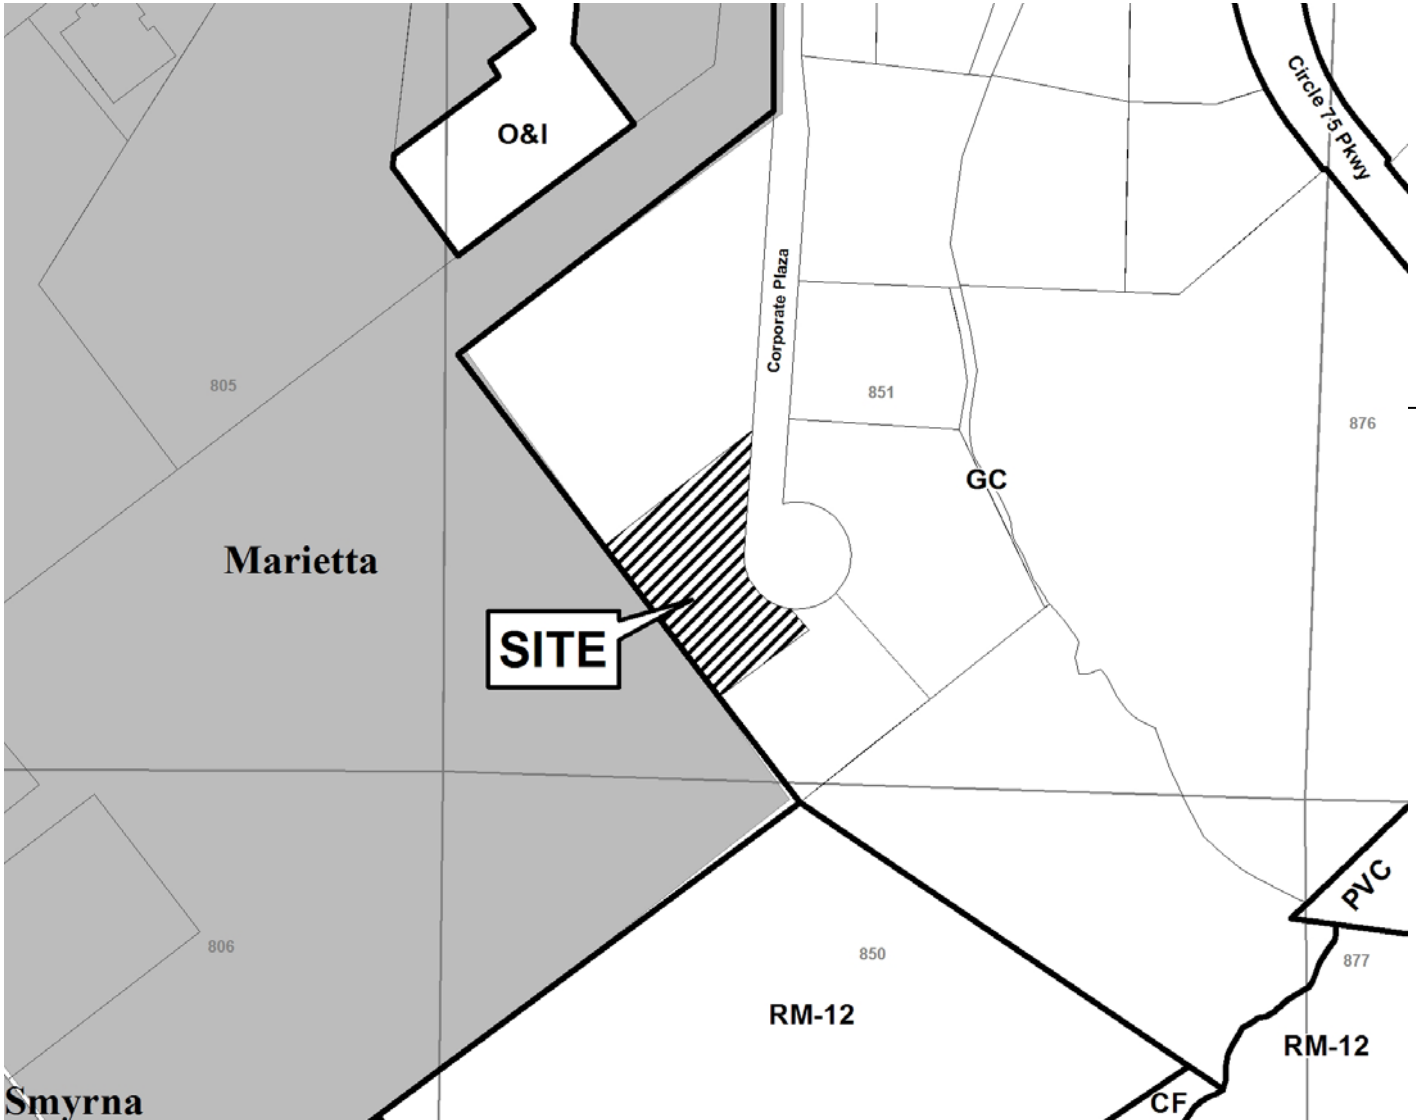 Circle 75 Pkwy
O&I
Corporate Plaza
805
851
876
GC
Marietta
SITE
PVC
806
850
877
RM-12
RM-12
Smyrna
CF